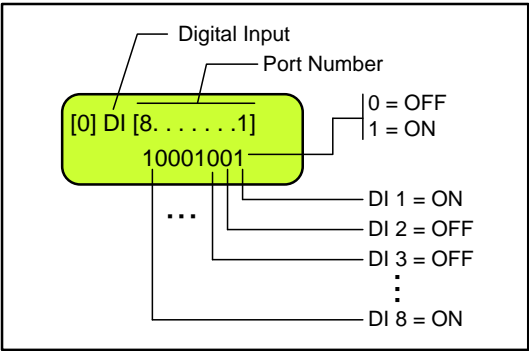 Digital Input
Port Number
[0] DI [8. . . . . . .1]
10001001
0 = OFF
1 = ON
DI 1 = ON
DI 2 = OFF
DI 3 = OFF
DI 8 = ON